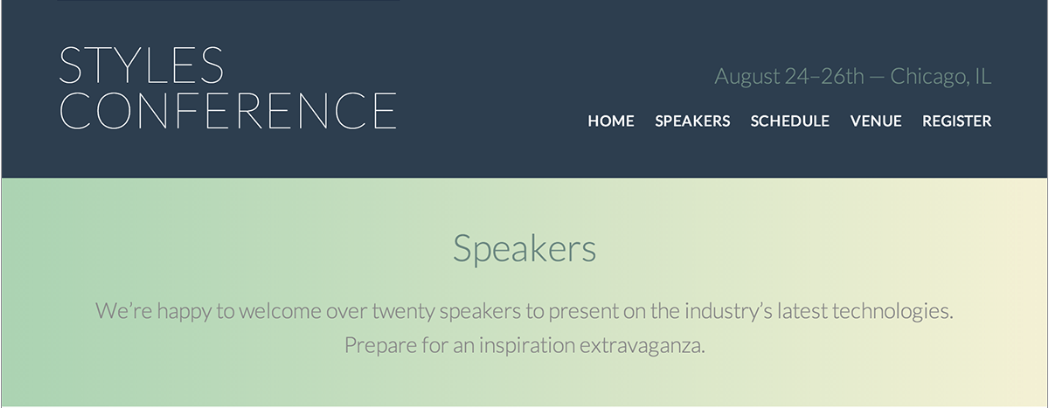 STYLES
CONFERENCE
August 24–26th — Chicago, IL
HOME SPEAKERS SCHEDULE VENUE REGISTER
Speakers
We’re happy to welcome over twenty speakers to present on the industry’s latest technologies.
Prepare for an inspiration extravaganza.